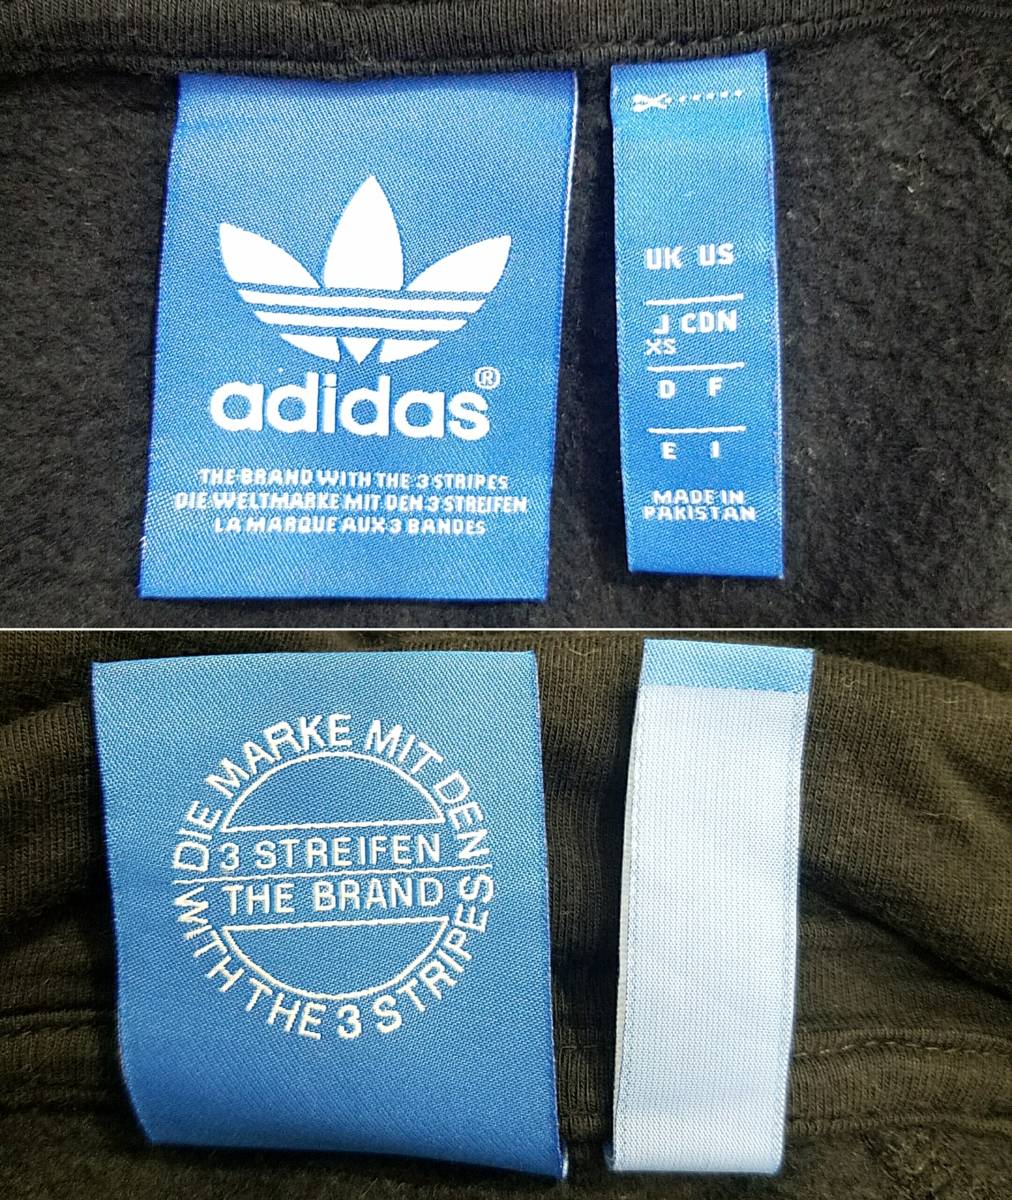 adidas®
THE BRAND WITH THE 3 STRIPES
DIE WELTMARKE MIT DEN 3 STREIFEN
LA MARQUE AUX 3 BANDES
UK US
J CDN
XS
D F
E I
MADE IN
PAKISTAN
DIE MARKE MIT DEN
3 STREIFEN
THE BRAND
WITH THE 3 STRIPES